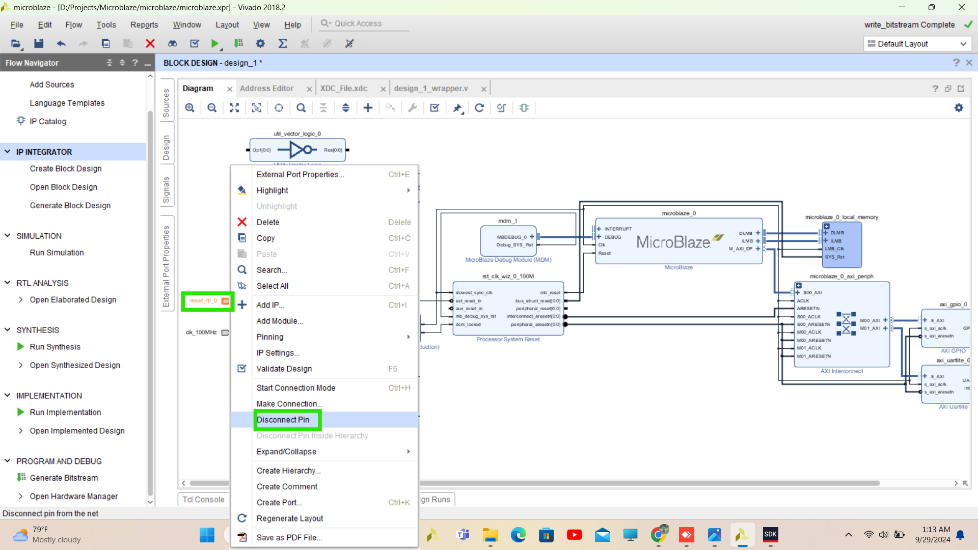 microblaze - [D:/Projects/Microblaze/microblaze/microblaze.xpr] - Vivado 2018.2
File Edit Flow Tools Reports Window Layout View Help Quick Access
write_bitstream Complete
Default Layout
Flow Navigator
BLOCK DESIGN - design_1 *
Add Sources
Language Templates
IP Catalog
IP INTEGRATOR
Create Block Design
Open Block Design
Generate Block Design
SIMULATION
Run Simulation
RTL ANALYSIS
Open Elaborated Design
SYNTHESIS
Run Synthesis
Open Synthesized Design
IMPLEMENTATION
Run Implementation
Open Implemented Design
PROGRAM AND DEBUG
Generate Bitstream
Open Hardware Manager
Sources
Design
Signals
External Port Properties
Diagram Address Editor XDC_File.xdc design_1_wrapper.v
util_vector_logic_0
Op1[0:0] Res[0:0]
reset_rtl_0
clk_100MHz
External Port Properties... Ctrl+E
Highlight
Unhighlight
Delete Delete
Copy Ctrl+C
Paste Ctrl+V
Search... Ctrl+F
Select All Ctrl+A
Add IP... Ctrl+I
Add Module...
Pinning
IP Settings...
Validate Design F6
Start Connection Mode Ctrl+H
Make Connection...
Disconnect Pin
Disconnect Pin Inside Hierarchy
Expand/Collapse
Create Hierarchy...
Create Comment
Create Port... Ctrl+K
Regenerate Layout
Save as PDF File...
mdm_1
MBDEBUG_0
Debug_SYS_Rst
MicroBlaze Debug Module (MDM)
rst_clk_wiz_0_100M
slowest_sync_clk
ext_reset_in
aux_reset_in
mb_debug_sys_rst
dcm_locked
mb_reset
bus_struct_reset[0:0]
peripheral_reset[0:0]
interconnect_aresetn[0:0]
peripheral_aresetn[0:0]
Processor System Reset
microblaze_0
INTERRUPT
DEBUG
Clk
Reset
MicroBlaze
DLMB
ILMB
M_AXI_DP
MicroBlaze
microblaze_0_local_memory
DLMB
ILMB
LMB_Clk
SYS_Rst
microblaze_0_axi_periph
S00_AXI
ACLK
ARESETN
S00_ACLK
S00_ARESETN
M00_ACLK
M00_ARESETN
M01_ACLK
M01_ARESETN
M00_AXI
M01_AXI
AXI Interconnect
axi_gpio_0
S_AXI
s_axi_aclk
s_axi_aresetn
AXI GPIO
axi_uartlite_0
S_AXI
s_axi_aclk
s_axi_aresetn
AXI Uartlite
Tcl Console
gn Runs
Disconnect pin from the net
79°F
Mostly cloudy
SDK
1:13 AM
9/29/2024